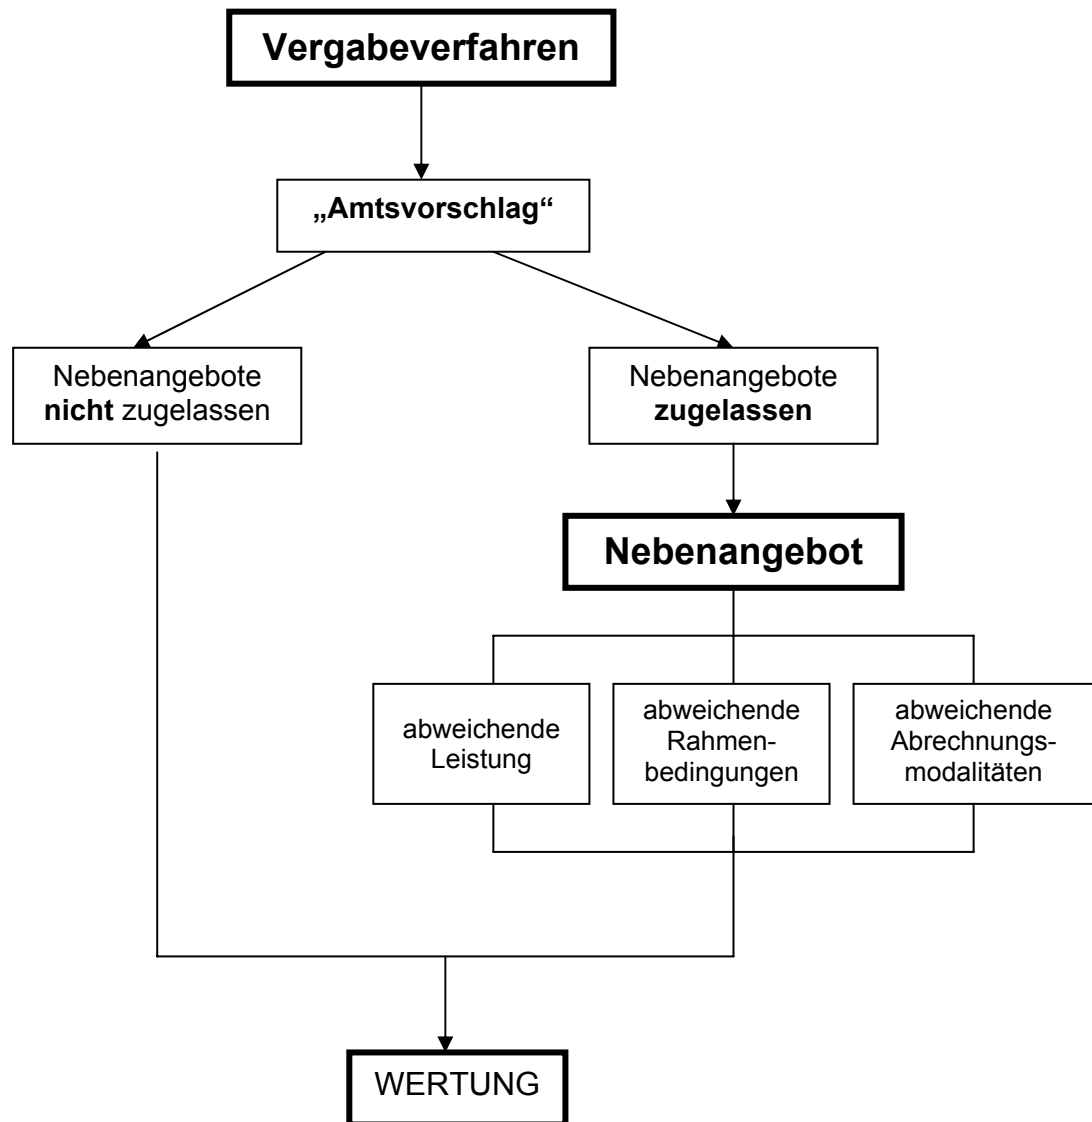 Vergabeverfahren
„Amtsvorschlag“
Nebenangebote
nicht zugelassen
Nebenangebote
zugelassen
Nebenangebot
abweichende
Leistung
abweichende
Rahmen-
bedingungen
abweichende
Abrechnungs-
modalitäten
WERTUNG